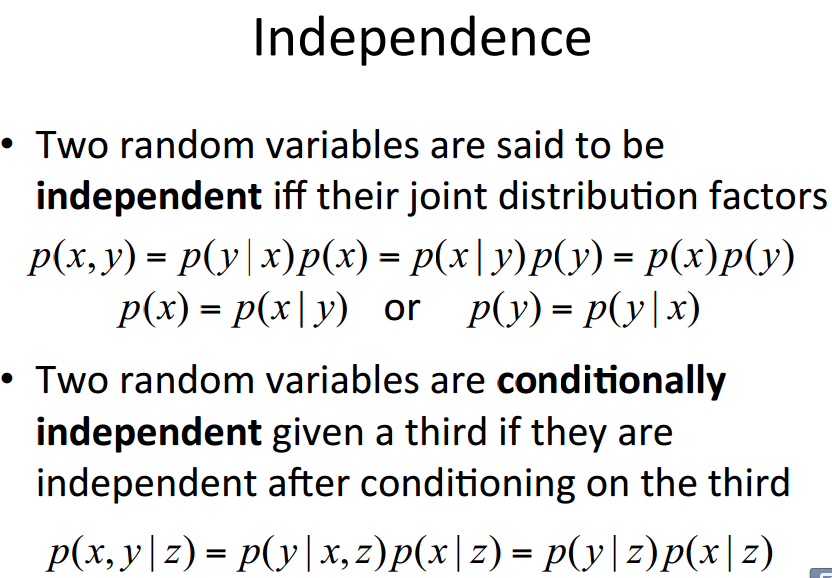 Independence
• Two random variables are said to be
independent iff their joint distribution factors
p(x, y) = p(y | x)p(x) = p(x | y)p(y) = p(x)p(y)
p(x) = p(x | y) or p(y) = p(y | x)
• Two random variables are conditionally
independent given a third if they are
independent after conditioning on the third
p(x, y | z) = p(y | x, z)p(x | z) = p(y | z)p(x | z)